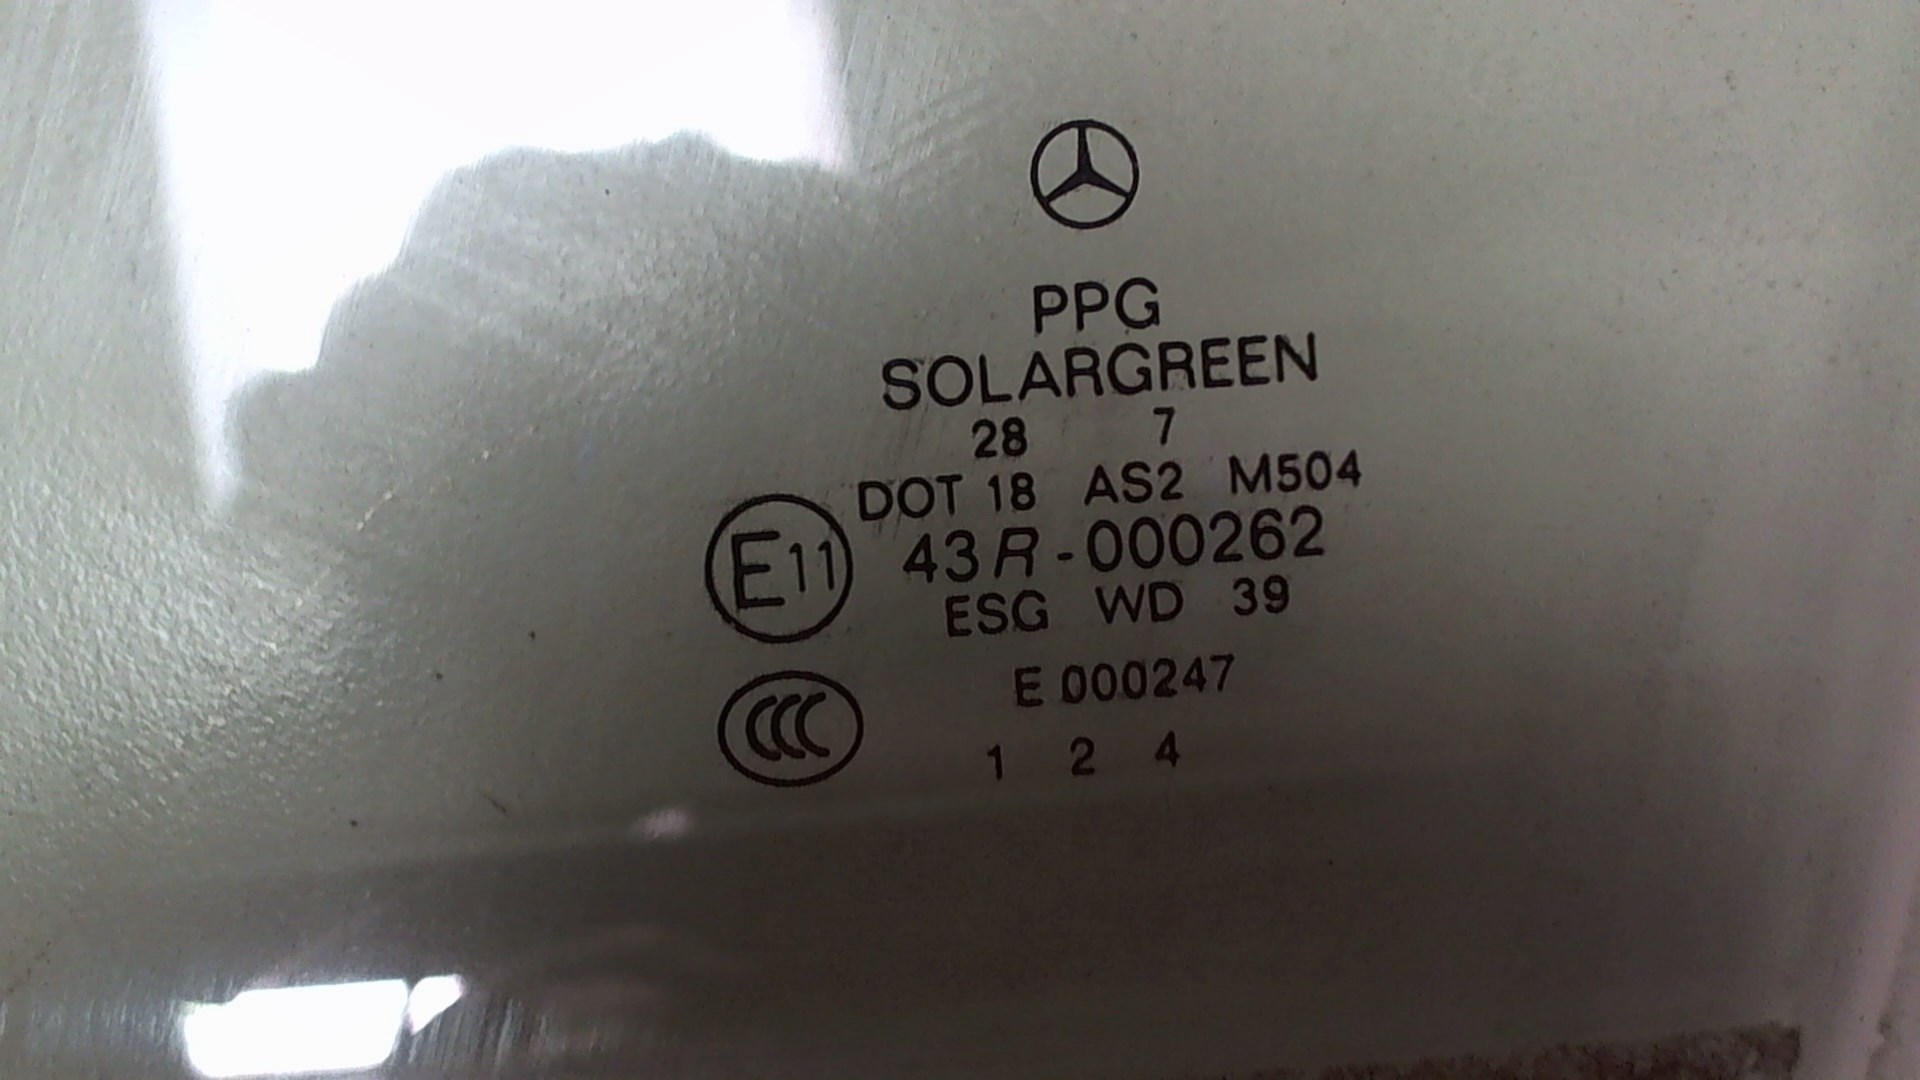 PPG
SOLARGREEN
28 7
DOT 18 AS2 M504
E11 43R-000262
ESG WD 39
CCC E 000247
1 2 4